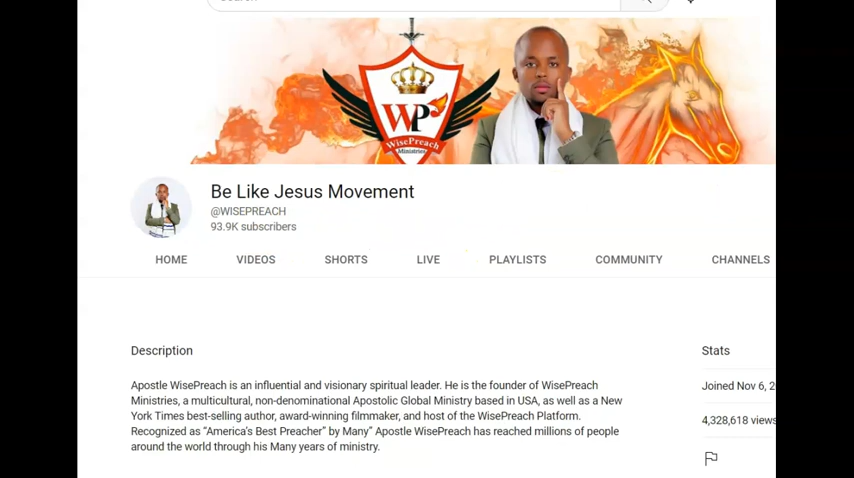 WP
WisePreach
Ministries
Be Like Jesus Movement
@WISEPREACH
93.9K subscribers
HOME VIDEOS SHORTS LIVE PLAYLISTS COMMUNITY CHANNELS
Description
Stats
Apostle WisePreach is an influential and visionary spiritual leader. He is the founder of WisePreach
Ministries, a multicultural, non-denominational Apostolic Global Ministry based in USA, as well as a New
York Times best-selling author, award-winning filmmaker, and host of the WisePreach Platform.
Recognized as “America's Best Preacher” by Many” Apostle WisePreach has reached millions of people
around the world through his Many years of ministry.
Joined Nov 6, 2
4,328,618 views